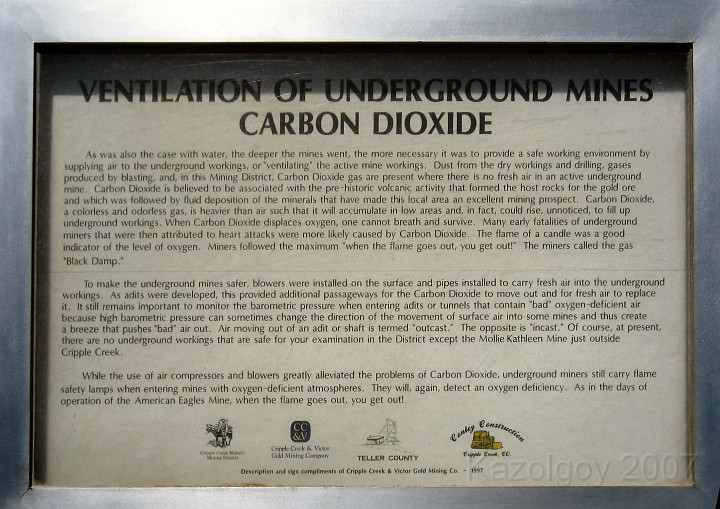 VENTILATION OF UNDERGROUND MINES
CARBON DIOXIDE
As was also the case with water, the deeper the mines went, the more necessary it was to provide a safe working environment by
supplying air to the underground workings, or "ventilating" the active mine workings. Dust from the dry workings and drilling, gases
produced by blasting, and, in this Mining District, Carbon Dioxide gas are present where there is no fresh air in an active underground
mine. Carbon Dioxide is believed to be associated with the pre-historic volcanic activity that formed the host rocks for the gold ore
and which was followed by fluid deposition of the minerals that have made this local area an excellent mining prospect. Carbon Dioxide,
a colorless and odorless gas, is heavier than air such that it will accumulate in low areas and, in fact, could rise, unnoticed, to fill up
underground workings. When Carbon Dioxide displaces oxygen, one cannot breath and survive. Many early fatalities of underground
miners that were then attributed to heart attacks were more likely caused by Carbon Dioxide. The flame of a candle was a good
indicator of the level of oxygen. Miners followed the maximum "when the flame goes out, you get out!" The miners called the gas
"Black Damp."
To make the underground mines safer, blowers were installed on the surface and pipes installed to carry fresh air into the underground
workings. As adits were developed, this provided additional passageways for the Carbon Dioxide to move out and for fresh air to replace
it. It still remains important to monitor the barometric pressure when entering adits or tunnels that contain "bad" oxygen-deficient air
because high barometric pressure can sometimes change the direction of the movement of surface air into some mines and thus create
a breeze that pushes "bad" air out. Air moving out of an adit or shaft is termed "outcast." The opposite is "incast." Of course, at present,
there are no underground workings that are safe for your examination in the District except the Mollie Kathleen Mine just outside
Cripple Creek.
While the use of air compressors and blowers greatly alleviated the problems of Carbon Dioxide, underground miners still carry flame
safety lamps when entering mines with oxygen-deficient atmospheres. They will, again, detect an oxygen deficiency. As in the days of
operation of the American Eagles Mine, when the flame goes out, you get out!
Cripple Creek Historic
Mining District
CC
&V
Cripple Creek & Victor
Gold Mining Company
TELLER COUNTY
Conley Construction
Cripple Creek, CO.
Description and sign compliments of Cripple Creek & Victor Gold Mining Co. - 1997
azolgoy 2007